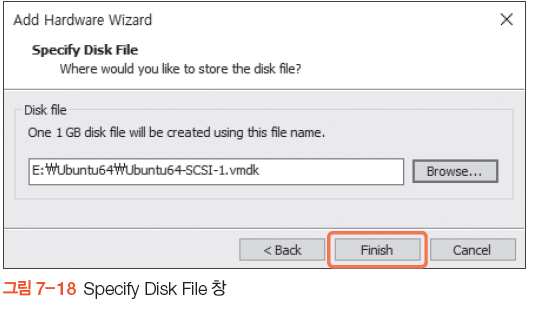 Add Hardware Wizard
Specify Disk File
Where would you like to store the disk file?
Disk file
One 1 GB disk file will be created using this file name.
E:₩Ubuntu64₩Ubuntu64-SCSI-1.vmdk
Browse...
< Back
Finish
Cancel
그림 7-18 Specify Disk File 창